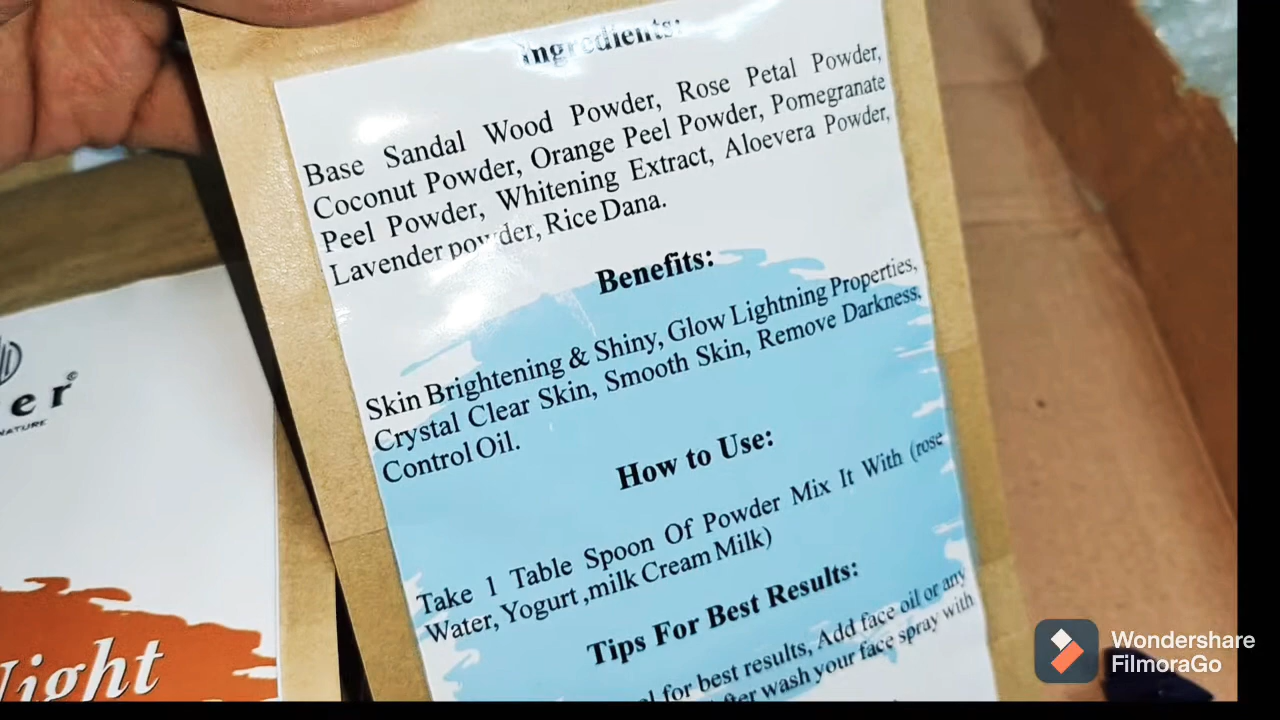 Ingredients:
Base Sandal Wood Powder, Rose Petal Powder,
Coconut Powder, Orange Peel Powder, Pomegranate
Peel Powder, Whitening Extract, Aloevera Powder,
Lavender powder, Rice Dana.
Benefits:
Skin Brightening & Shiny, Glow Lightning Properties,
Crystal Clear Skin, Smooth Skin, Remove Darkness,
Control Oil.
How to Use:
Take 1 Table Spoon Of Powder Mix It With (rose
Water, Yogurt ,milk Cream Milk)
Tips For Best Results:
for best results, Add face oil or any
wash your face spray with
er©
NATURE
Night
Wondershare
FilmoraGo